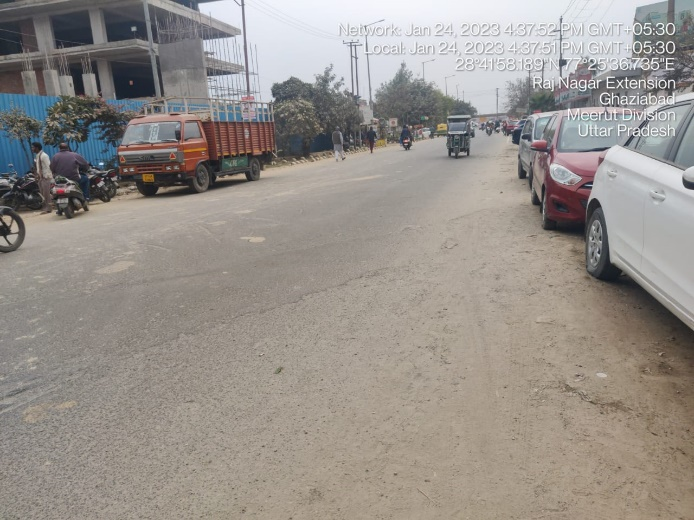 Network: Jan 24, 2023 4:37:52 PM GMT+05:30
Local: Jan 24, 2023 4:37:51 PM GMT+05:30
28°41'58.189"N 77°25'36.735"E
Raj Nagar Extension
Ghaziabad
Meerut Division
Uttar Pradesh